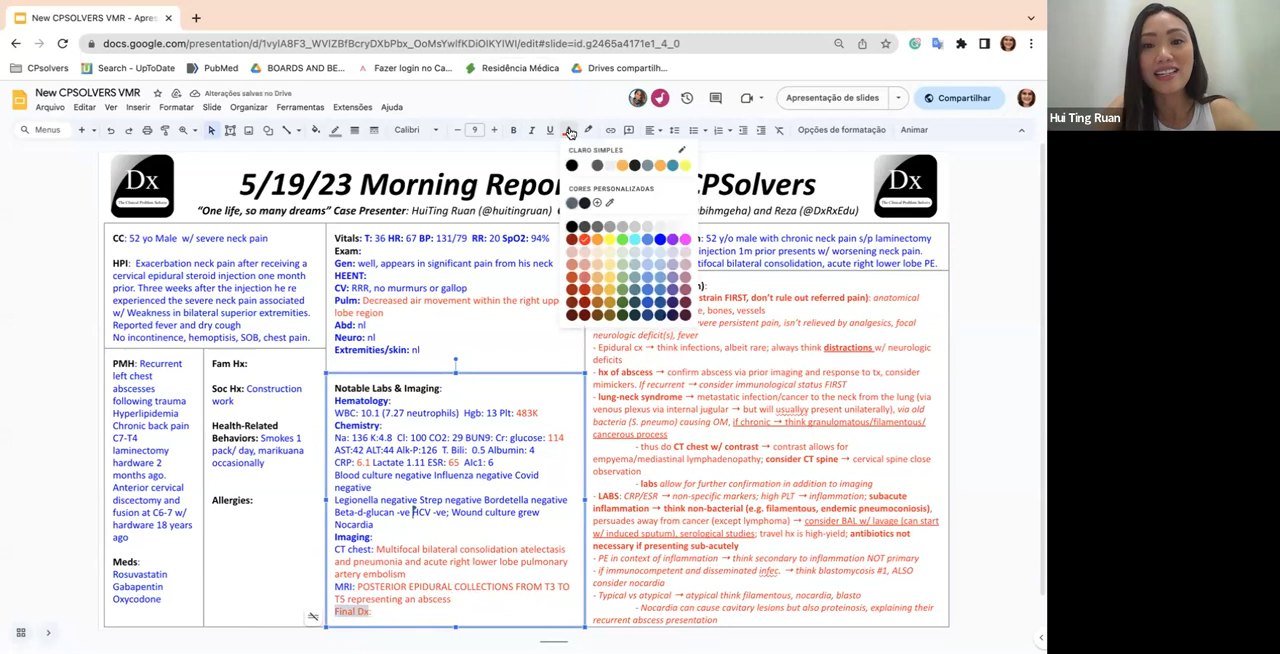 New CPSOLVERS VMR - Apres
docs.google.com/presentation/d/1vyIA8F3_WVIZBfBcryDXbPbx_OoMsYwlfKDiOlKYIWI/edit#slide=id.g2465a4171e1_4_0
CPsolvers
Search - UpToDate
PubMed
BOARDS AND BE...
Fazer login no Ca...
Residência Médica
Drives compartilh...
New CPSOLVERS VMR
Alterações salvas no Drive
Arquivo Editar Ver Inserir Formatar Slide Organizar Ferramentas Extensões Ajuda
Apresentação de slides
Compartilhar
Menus
Calibri
9
B I U A
Opções de formatação
Animar
CLARO SIMPLES
CORES PERSONALIZADAS
Hui Ting Ruan
Dx
The Clinical Problem Solvers
5/19/23 Morning Repor
CPSolvers
Dx
The Clinical Problem Solvers
"One life, so many dreams" Case Presenter: HuiTing Ruan (@huitingruan)
bihmgeha) and Reza (@DxRxEdu)
CC: 52 yo Male w/ severe neck pain
HPI: Exacerbation neck pain after receiving a
cervical epidural steroid injection one month
prior. Three weeks after the injection he re
experienced the severe neck pain associated
w/ Weakness in bilateral superior extremities.
Reported fever and dry cough
No incontinence, hemoptisis, SOB, chest pain.
PMH: Recurrent
left chest
abscesses
following trauma
Hyperlipidemia
Chronic back pain
C7-T4
laminectomy
hardware 2
months ago.
Anterior cervical
discectomy and
fusion at C6-7 w/
hardware 18 years
ago
Meds:
Rosuvastatin
Gabapentin
Oxycodone
Fam Hx:
Soc Hx: Construction
work
Health-Related
Behaviors: Smokes 1
pack/ day, marikuana
occasionally
Allergies:
Vitals: T: 36 HR: 67 BP: 131/79 RR: 20 SpO2: 94%
Exam:
Gen: well, appears in significant pain from his neck
HEENT:
CV: RRR, no murmurs or gallop
Pulm: Decreased air movement within the right upp
lobe region
Abd: nl
Neuro: nl
Extremities/skin: nl
Notable Labs & Imaging:
Hematology:
WBC: 10.1 (7.27 neutrophils) Hgb: 13 Plt: 483K
Chemistry:
Na: 136 K:4.8 Cl: 100 CO2: 29 BUN9: Cr: glucose: 114
AST:42 ALT:44 Alk-P:126 T. Bili: 0.5 Albumin: 4
CRP: 6.1 Lactate 1.11 ESR: 65 Alc1: 6
Blood culture negative Influenza negative Covid
negative
Legionella negative Strep negative Bordetella negative
Beta-d-glucan -ve HCV -ve; Wound culture grew
Nocardia
Imaging:
CT chest: Multifocal bilateral consolidation atelectasis
and pneumonia and acute right lower lobe pulmonary
artery embolism
MRI: POSTERIOR EPIDURAL COLLECTIONS FROM T3 TO
T5 representing an abscess
Final Dx:
: 52 y/o male with chronic neck pain s/p laminectomy
injection 1m prior presents w/ worsening neck pain.
tifocal bilateral consolidation, acute right lower lobe PE.
):
strain FIRST, don't rule out referred pain): anatomical
e, bones, vessels
vere persistent pain, isn't relieved by analgesics, focal
neurologic deficit(s), fever
- Epidural cx → think infections, albeit rare; always think distractions w/ neurologic
deficits
- hx of abscess → confirm abscess via prior imaging and response to tx, consider
mimickers. If recurrent → consider immunological status FIRST
- lung-neck syndrome → metastatic infection/cancer to the neck from the lung (via
venous plexus via internal jugular → but will usuallyy present unilaterally), via old
bacteria (S. pneumo) causing OM, if chronic → think granulomatous/filamentous/
cancerous process
- thus do CT chest w/ contrast → contrast allows for
empyema/mediastinal lymphadenopathy; consider CT spine → cervical spine close
observation
- labs allow for further confirmation in addition to imaging
- LABS: CRP/ESR → non-specific markers; high PLT → inflammation; subacute
inflammation → think non-bacterial (e.g. filamentous, endemic pneumoconiosis),
persuades away from cancer (except lymphoma) → consider BAL w/ lavage (can start
w/ induced sputum), serological studies; travel hx is high-yield; antibiotics not
necessary if presenting sub-acutely
- PE in context of inflammation → think secondary to inflammation NOT primary
- if immunocompetent and disseminated infec. → think blastomycosis #1, ALSO
consider nocardia
- Typical vs atypical → atypical think filamentous, nocardia, blasto
- Nocardia can cause cavitary lesions but also proteinosis, explaining their
recurrent abscess presentation